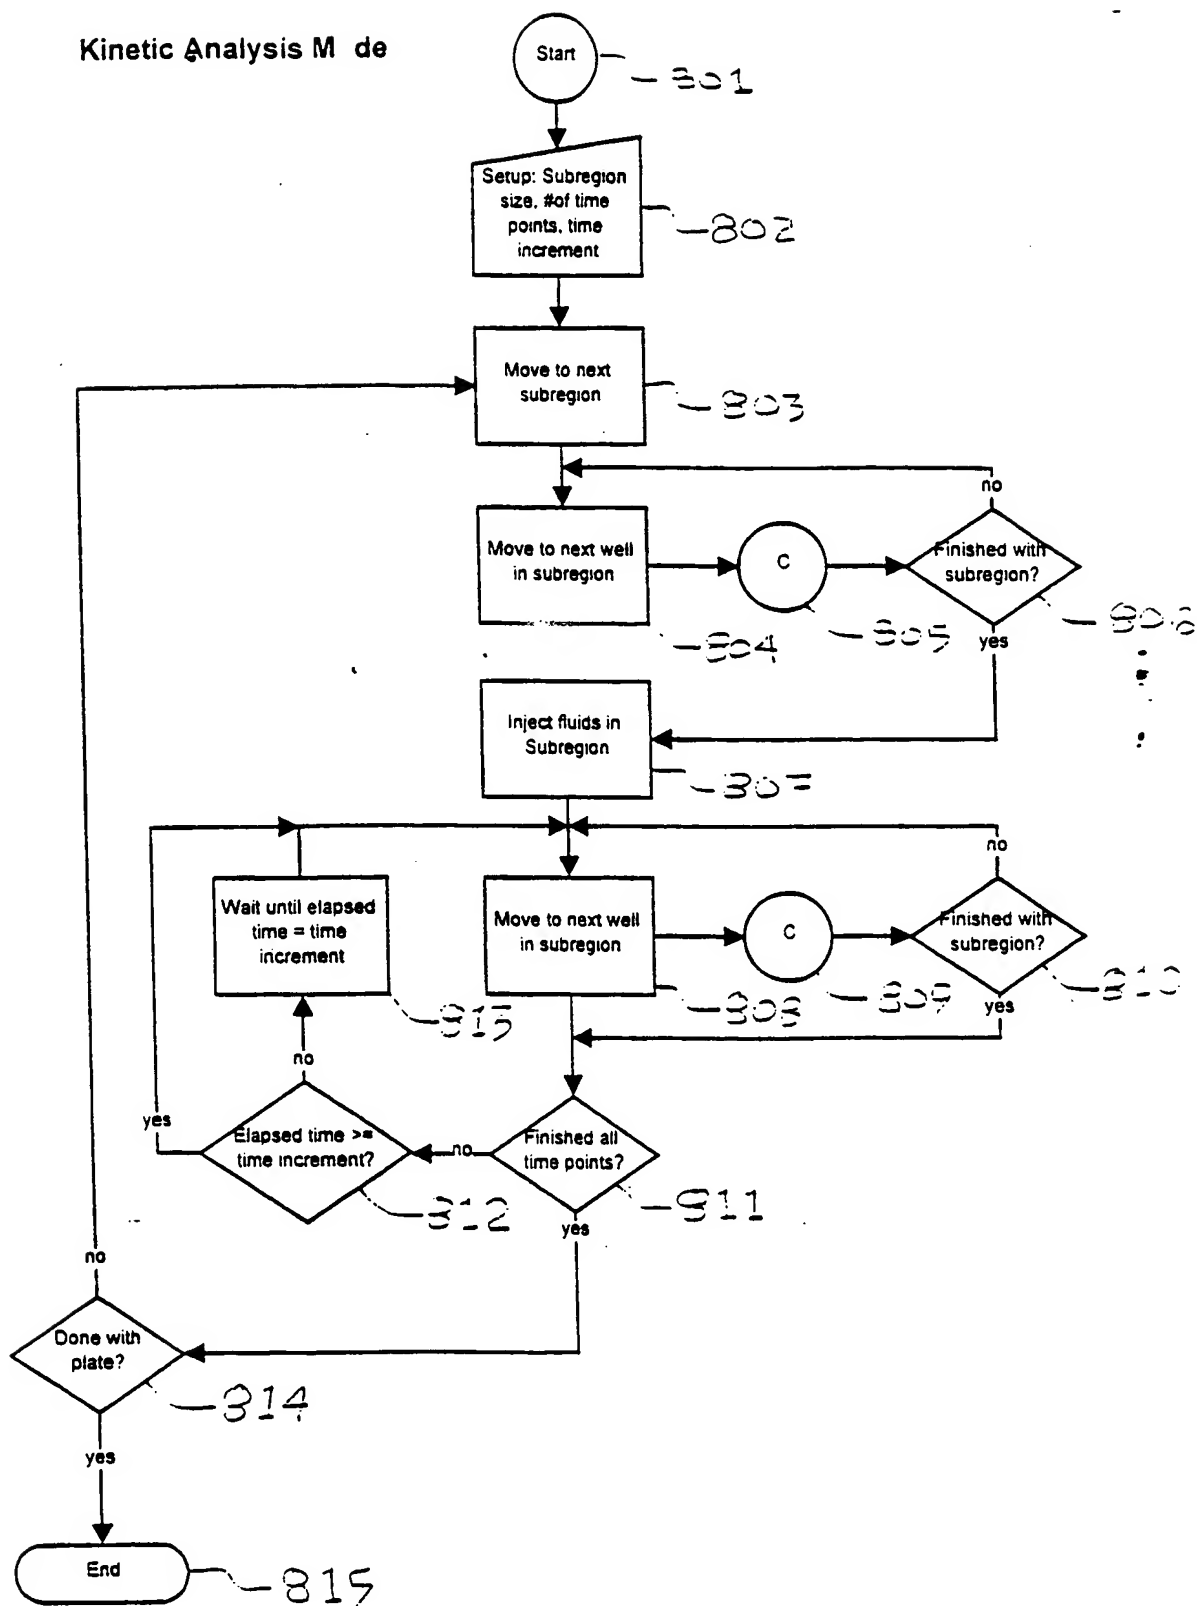 Kinetic Analysis M de
Start
801
Setup: Subregion
size, #of time
points, time
increment
802
Move to next
subregion
803
no
Move to next well
in subregion
C
Finished with
subregion?
804
805
806
yes
Inject fluids in
Subregion
807
no
Wait until elapsed
time = time
increment
Move to next well
in subregion
C
Finished with
subregion?
813
808
809
810
yes
no
yes
Elapsed time >=
time increment?
no
Finished all
time points?
812
811
yes
no
Done with
plate?
814
yes
End
815